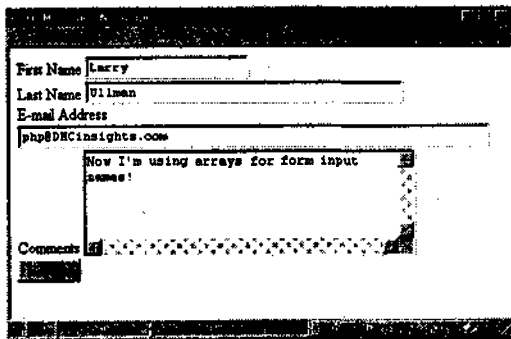 First Name Larry
Last Name Ullman
E-mail Address
php@DMCinsights.com
Now I'm using arrays for form input
names!
Comments